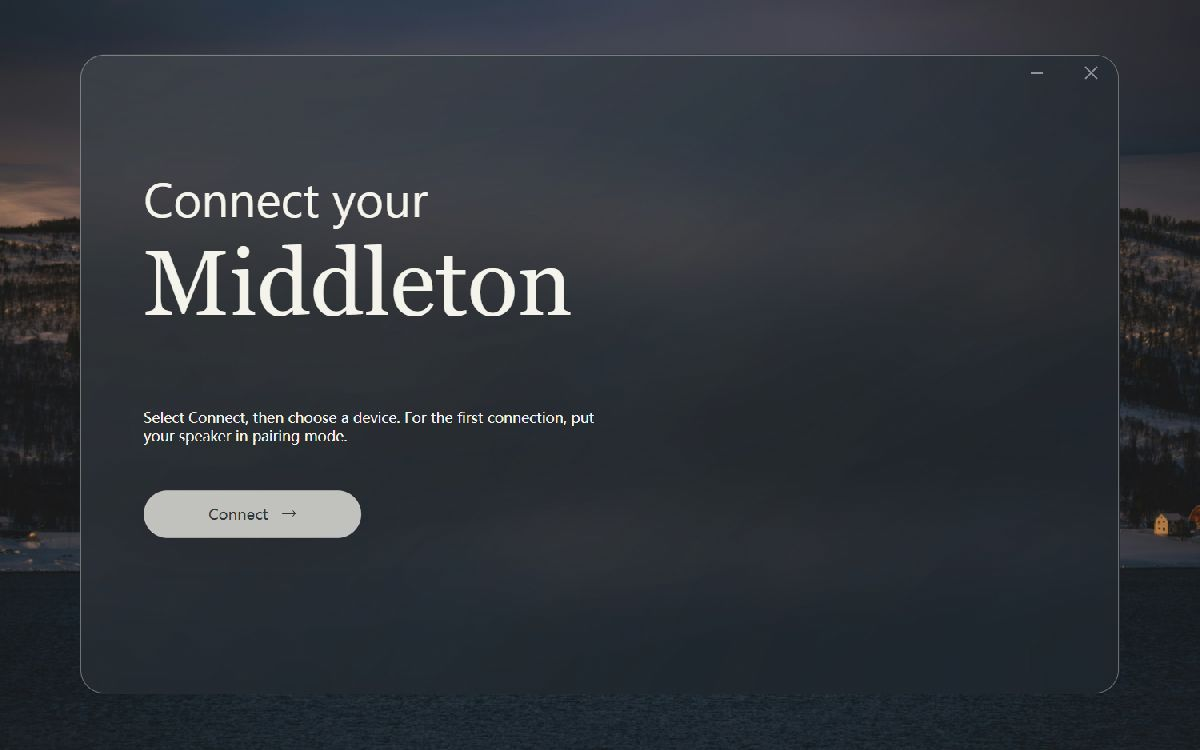 Connect your
Middleton
Select Connect, then choose a device. For the first connection, put
your speaker in pairing mode.
Connect →